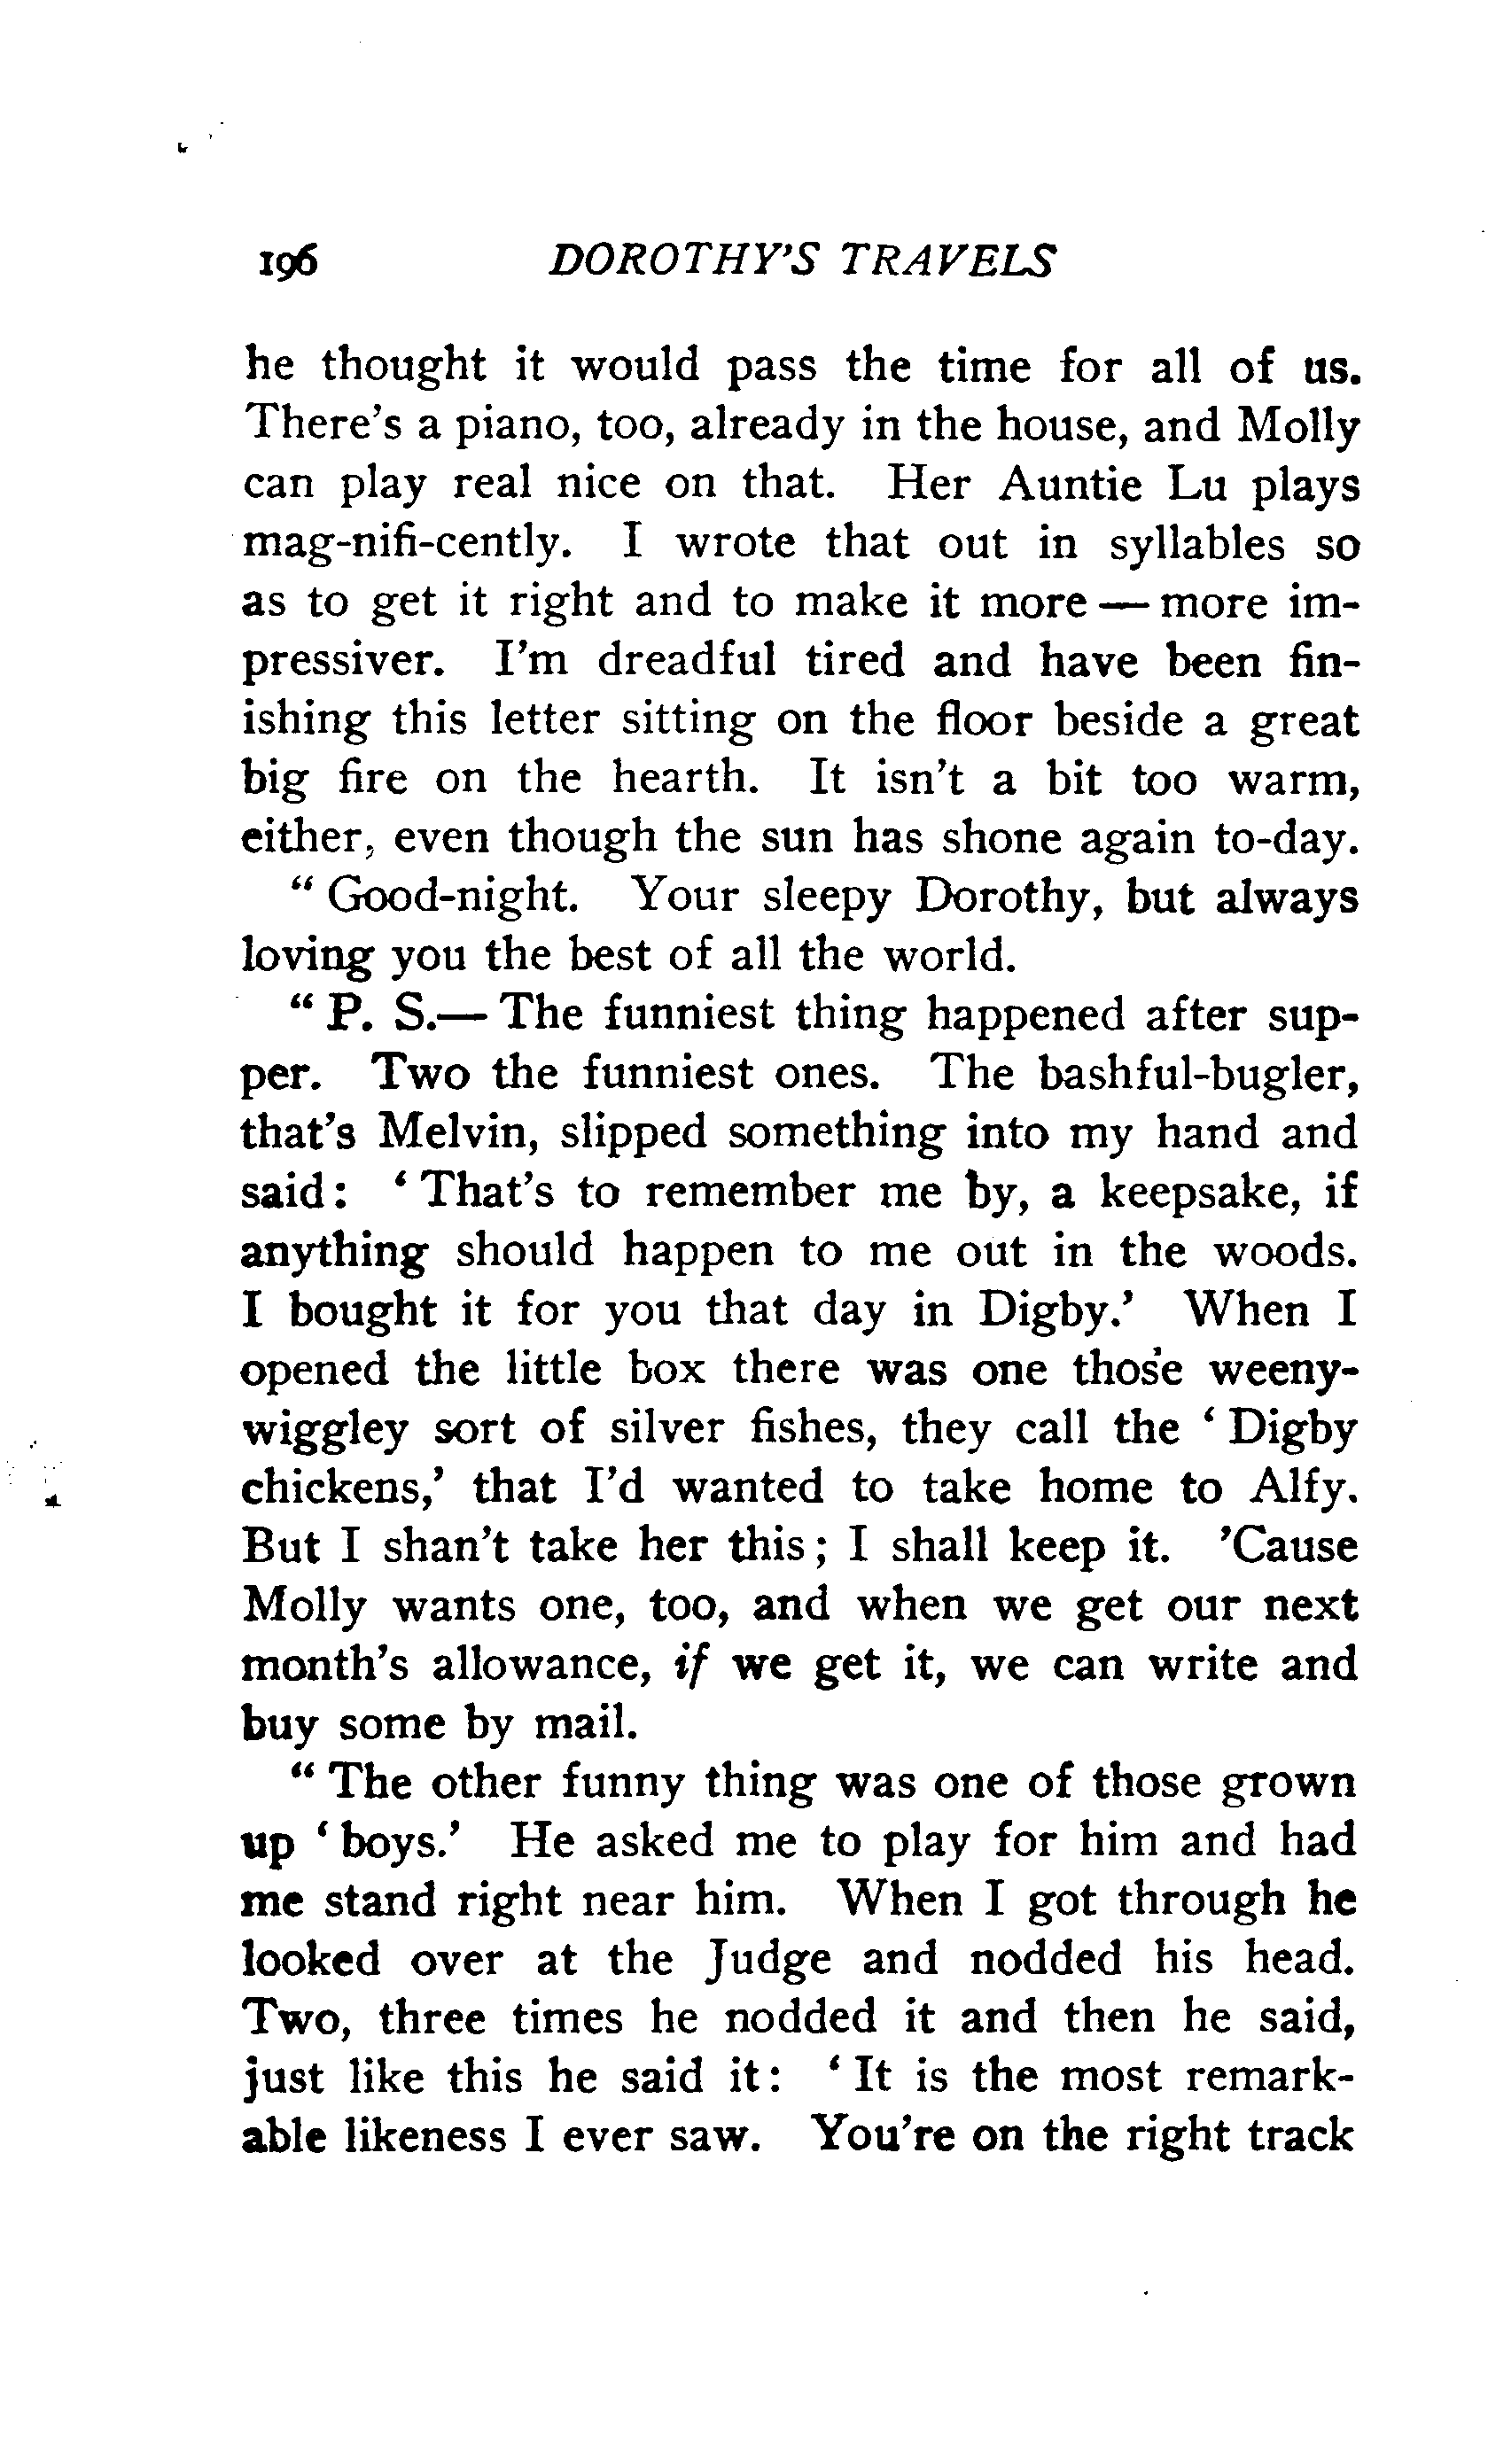 196 DOROTHY'S TRAVELS
he thought it would pass the time for all of us.
There's a piano, too, already in the house, and Molly
can play real nice on that. Her Auntie Lu plays
mag-nifi-cently. I wrote that out in syllables so
as to get it right and to make it more — more im-
pressiver. I'm dreadful tired and have been fin-
ishing this letter sitting on the floor beside a great
big fire on the hearth. It isn't a bit too warm,
either, even though the sun has shone again to-day.
" Good-night. Your sleepy Dorothy, but always
loving you the best of all the world.
" P. S.— The funniest thing happened after sup-
per. Two the funniest ones. The bashful-bugler,
that's Melvin, slipped something into my hand and
said: ' That's to remember me by, a keepsake, if
anything should happen to me out in the woods.
I bought it for you that day in Digby.' When I
opened the little box there was one those weeny-
wiggley sort of silver fishes, they call the ' Digby
chickens,' that I'd wanted to take home to Alfy.
But I shan't take her this; I shall keep it. 'Cause
Molly wants one, too, and when we get our next
month's allowance, if we get it, we can write and
buy some by mail.
" The other funny thing was one of those grown
up ' boys.' He asked me to play for him and had
me stand right near him. When I got through he
looked over at the Judge and nodded his head.
Two, three times he nodded it and then he said,
just like this he said it: ' It is the most remark-
able likeness I ever saw. You're on the right track